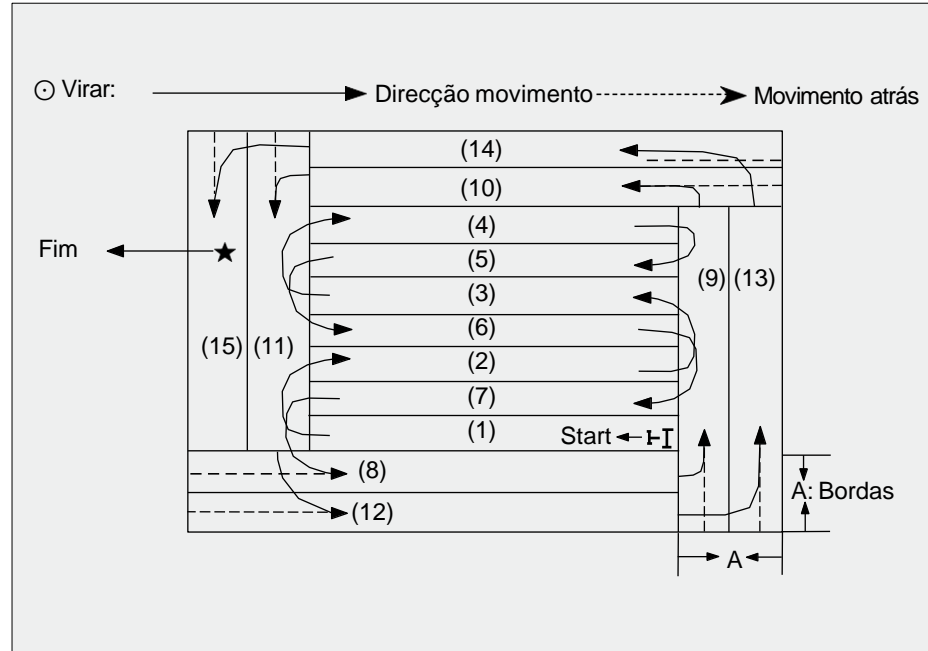 Virar:
Direcção movimento
Movimento atrás
(14)
(10)
(4)
Fim
(5)
(9)
(13)
(3)
(15)
(11)
(6)
(2)
(7)
(1)
Start
(8)
A: Bordas
(12)
A